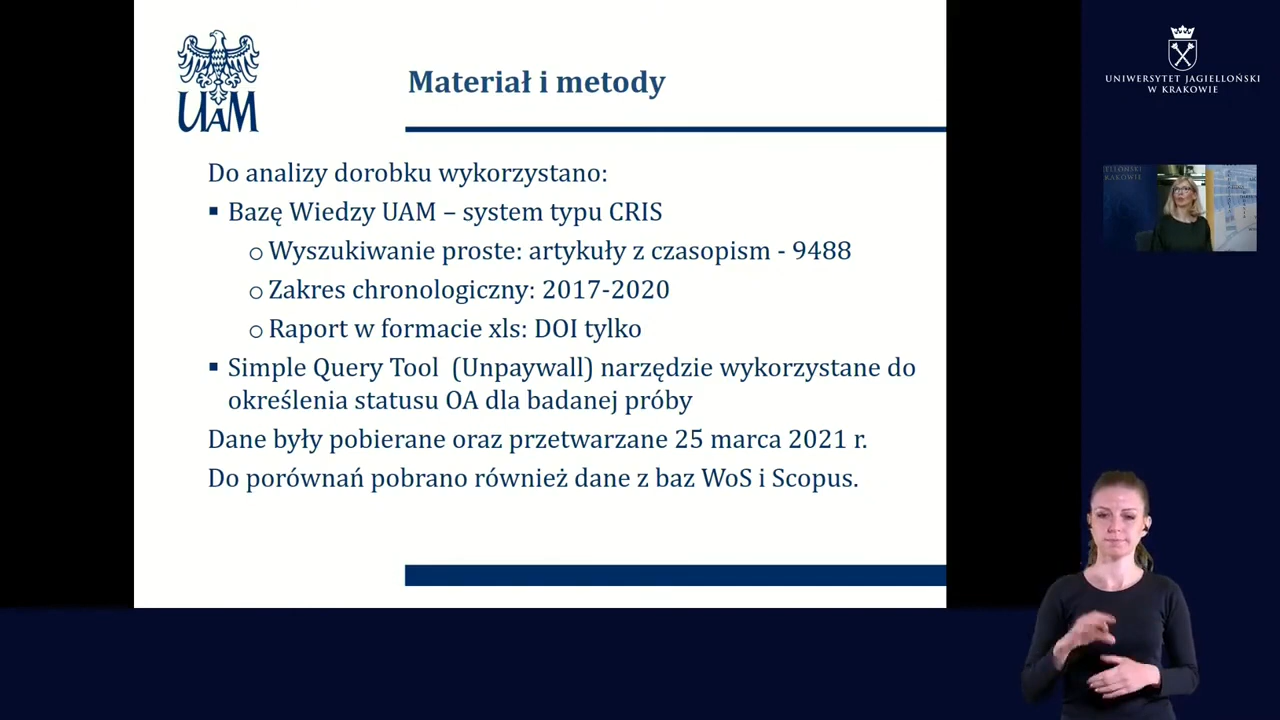 UAM
Materiał i metody
Do analizy dorobku wykorzystano:
▪ Bazę Wiedzy UAM – system typu CRIS
o Wyszukiwanie proste: artykuły z czasopism - 9488
o Zakres chronologiczny: 2017-2020
o Raport w formacie xls: DOI tylko
▪ Simple Query Tool (Unpaywall) narzędzie wykorzystane do
określenia statusu OA dla badanej próby
Dane były pobierane oraz przetwarzane 25 marca 2021 r.
Do porównań pobrano również dane z baz WoS i Scopus.
UNIWERSYTET JAGIELLOŃSKI
W KRAKOWIE